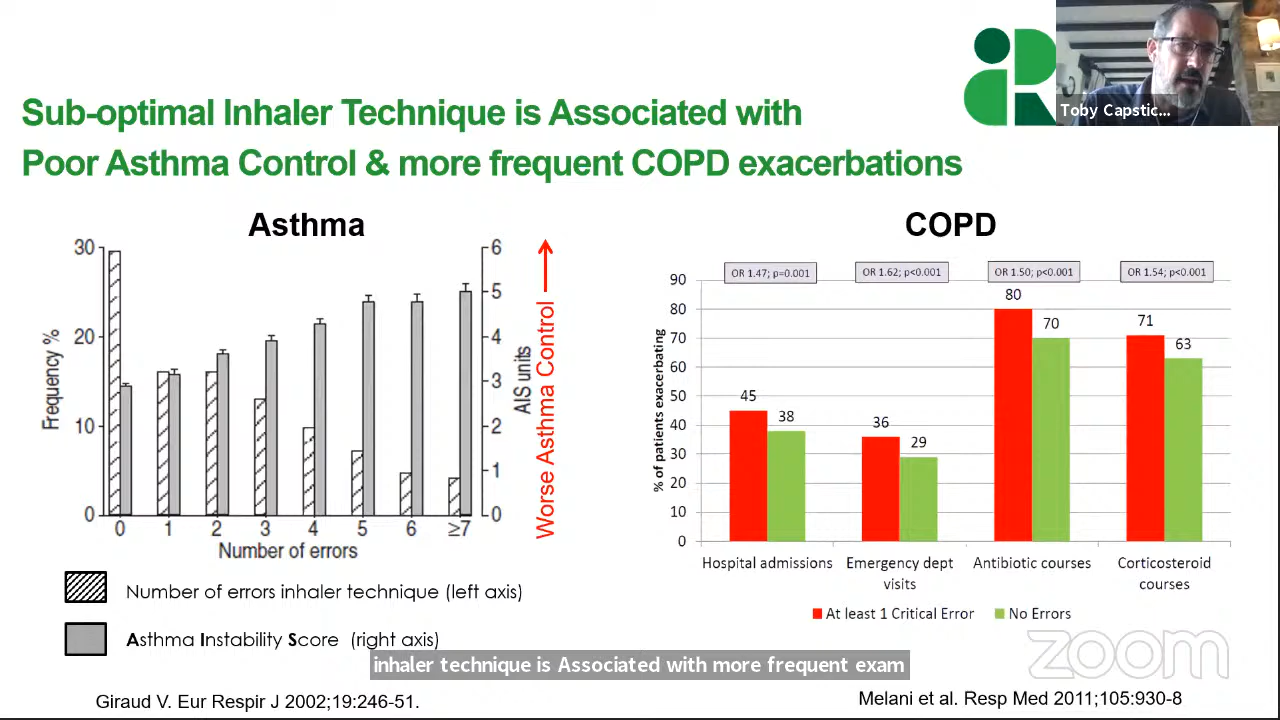 Toby Capstic...
Sub-optimal Inhaler Technique is Associated with
Poor Asthma Control & more frequent COPD exacerbations
Asthma
30
20
10
0
Frequency %
6
5
4
3
2
1
0
AIS units
Worse Asthma Control
0 1 2 3 4 5 6 ≥7
Number of errors
Number of errors inhaler technique (left axis)
Asthma Instability Score (right axis)
Giraud V. Eur Respir J 2002;19:246-51.
COPD
OR 1.47; p=0.001
OR 1.62; p<0.001
OR 1.50; p<0.001
OR 1.54; p<0.001
90
80
70
60
50
40
30
20
10
0
% of patients exacerbating
45
38
36
29
80
70
71
63
Hospital admissions
Emergency dept
visits
Antibiotic courses
Corticosteroid
courses
At least 1 Critical Error
No Errors
zoom
inhaler technique is Associated with more frequent exam
Melani et al. Resp Med 2011;105:930-8